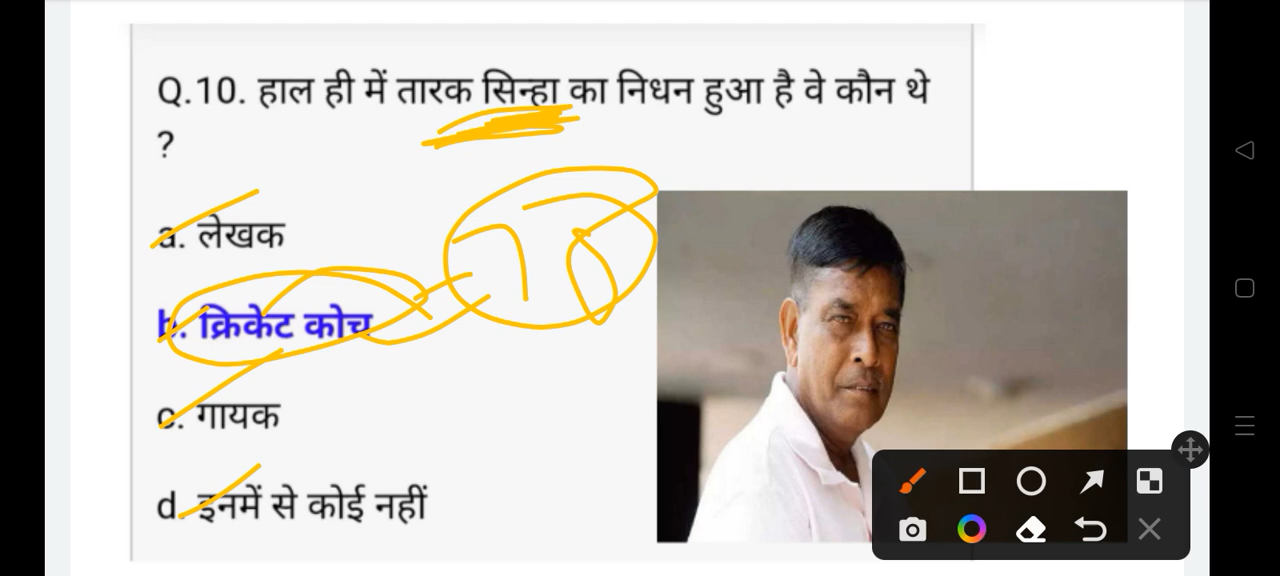 Q.10. हाल ही में तारक सिन्हा का निधन हुआ है वे कौन थे
?
a. लेखक
b. क्रिकेट कोच
c. गायक
d. इनमें से कोई नहीं